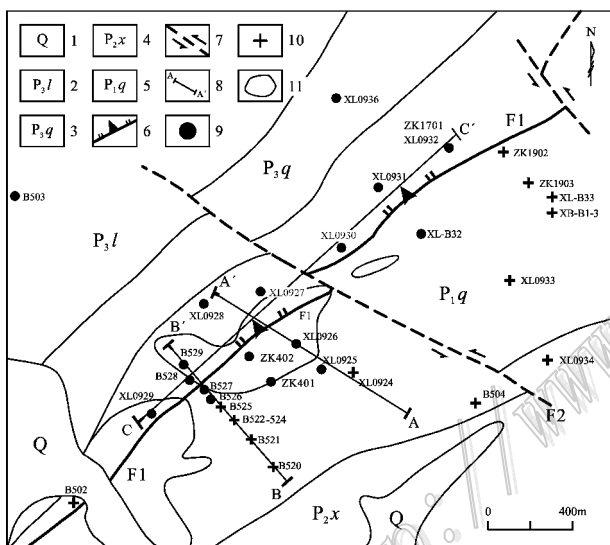 Q 1 P₂x 4 7 10
P₃l 2 P₁q 5 A A′ 8 11
P₃q 3 6 9
N
XL0936
F1
ZK1701
C′
XL0932
ZK1902
P₃q
XL0931
ZK1903
B503
XL-B33
XB-B1-3
XL0930
XL-B32
P₃l
P₁q
A′
XL0927
XL0933
XL0928
F1
B′
XL0926
B529
ZK402
XL0925
XL0934
B528
XL0924
ZK401
B527
B526
B504
XL0929
B525
A
F2
C
B522-524
Q
B521
F1
B520
B502
B
P₂x
Q
0 400m